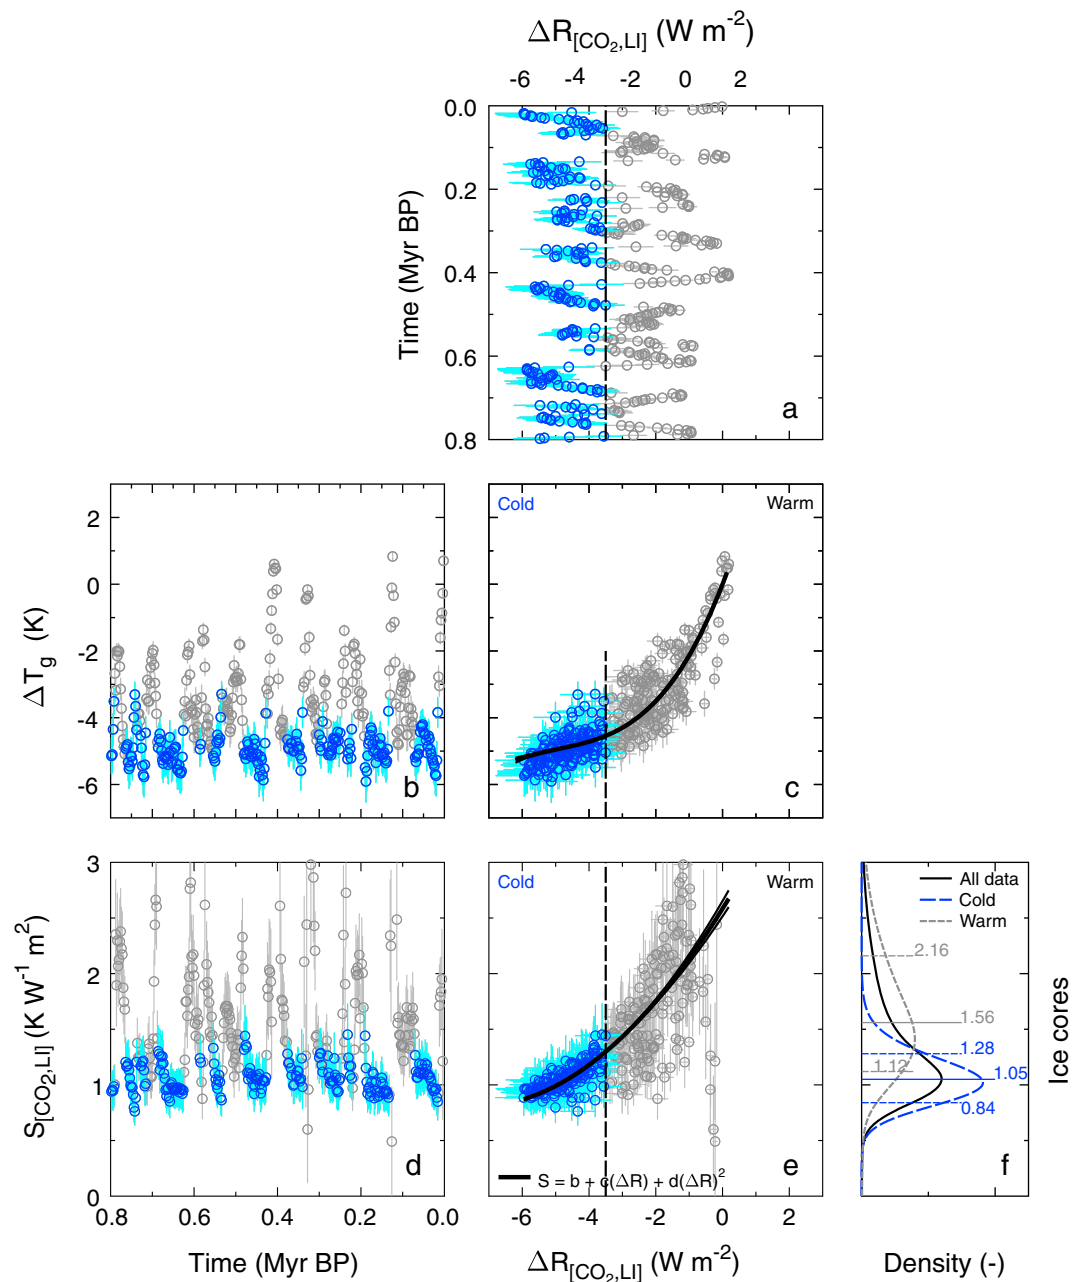 ΔR[CO2,LI] (W m-2)
-6 -4 -2 0 2
0.0
0.2
0.4
0.6
0.8
Time (Myr BP)
a
2
0
-2
-4
-6
ΔTg (K)
b
Cold
Warm
c
3
2
1
0
S[CO2,LI] (K W-1 m2)
d
0.8 0.6 0.4 0.2 0.0
Time (Myr BP)
Cold
Warm
S = b + c(ΔR) + d(ΔR)2
e
-6 -4 -2 0 2
ΔR[CO2,LI] (W m-2)
All data
Cold
Warm
2.16
1.56
1.28
1.12
1.05
0.84
f
Density (-)
Ice cores